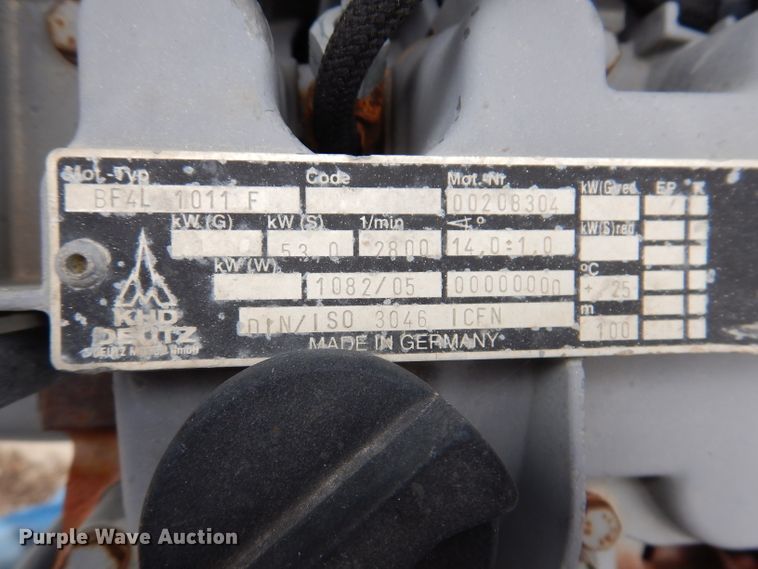 Mot.-Typ Code Mot.-Nr. kW(G)red. EP K
BF4L 1011 F 00208304
kW (G) kW (S) 1/min ∢ º kW(S)red.
53,0 2800 14,0±1,0
kW (W) ºC
1082/05 0000000 + / 25
KHD m
DEUTZ DIN/ISO 3046 ICFN 100
MADE IN GERMANY
Purple Wave Auction